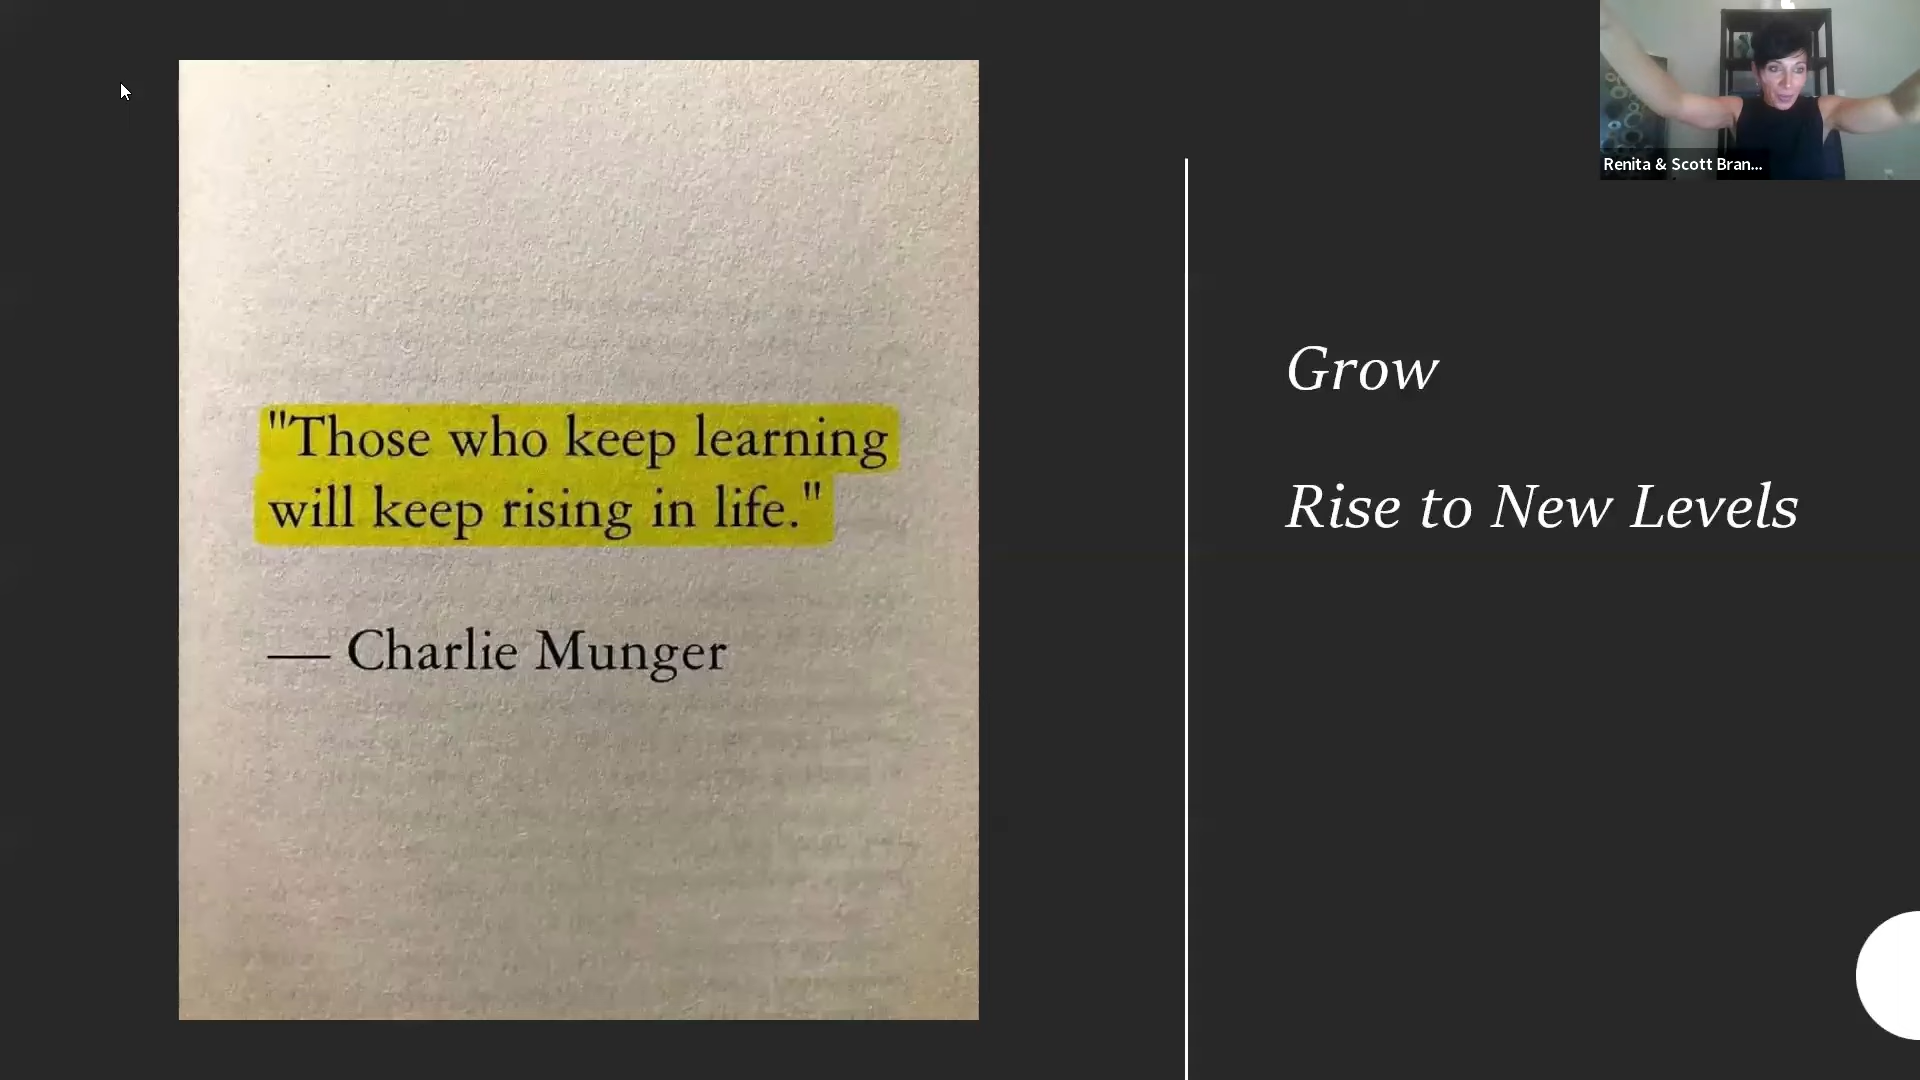 "Those who keep learning
will keep rising in life."
— Charlie Munger
Grow
Rise to New Levels
Renita & Scott Bran...